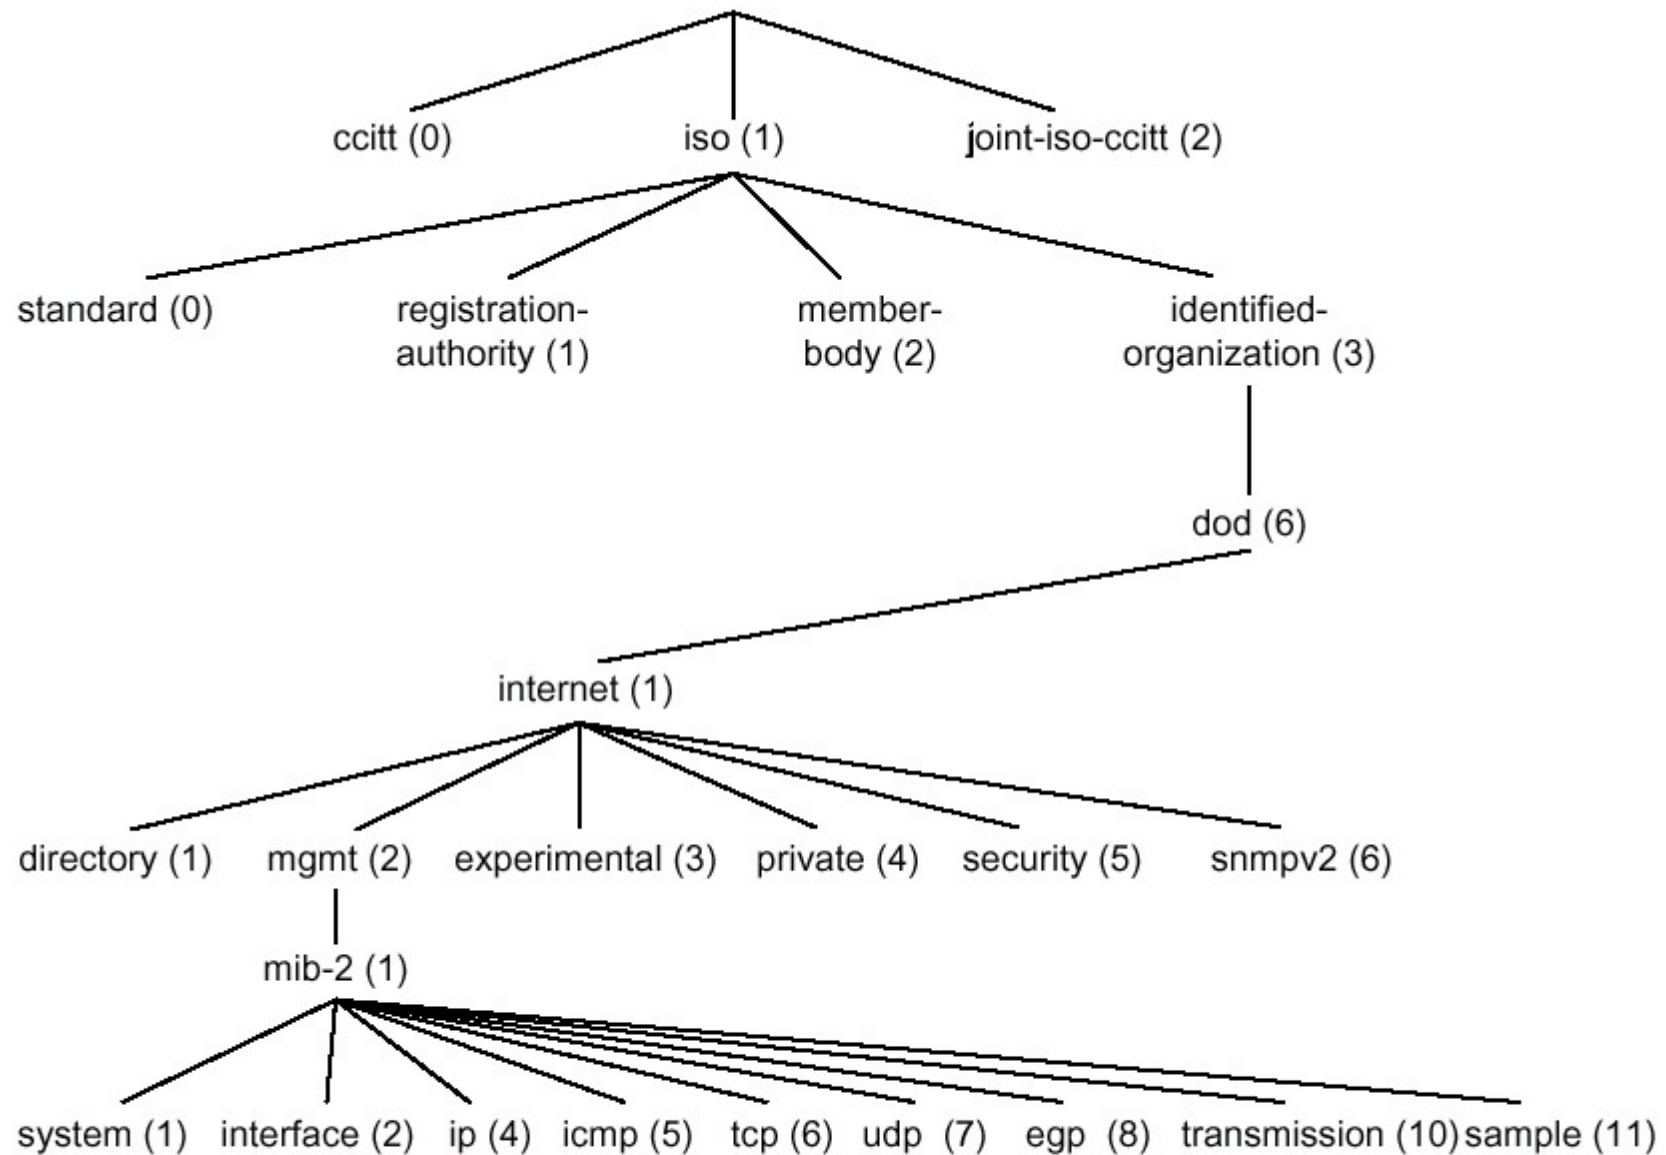 ccitt (0) iso (1) joint-iso-ccitt (2)
standard (0) registration- member- identified-
authority (1) body (2) organization (3)
dod (6)
internet (1)
directory (1) mgmt (2) experimental (3) private (4) security (5) snmpv2 (6)
mib-2 (1)
system (1) interface (2) ip (4) icmp (5) tcp (6) udp (7) egp (8) transmission (10) sample (11)